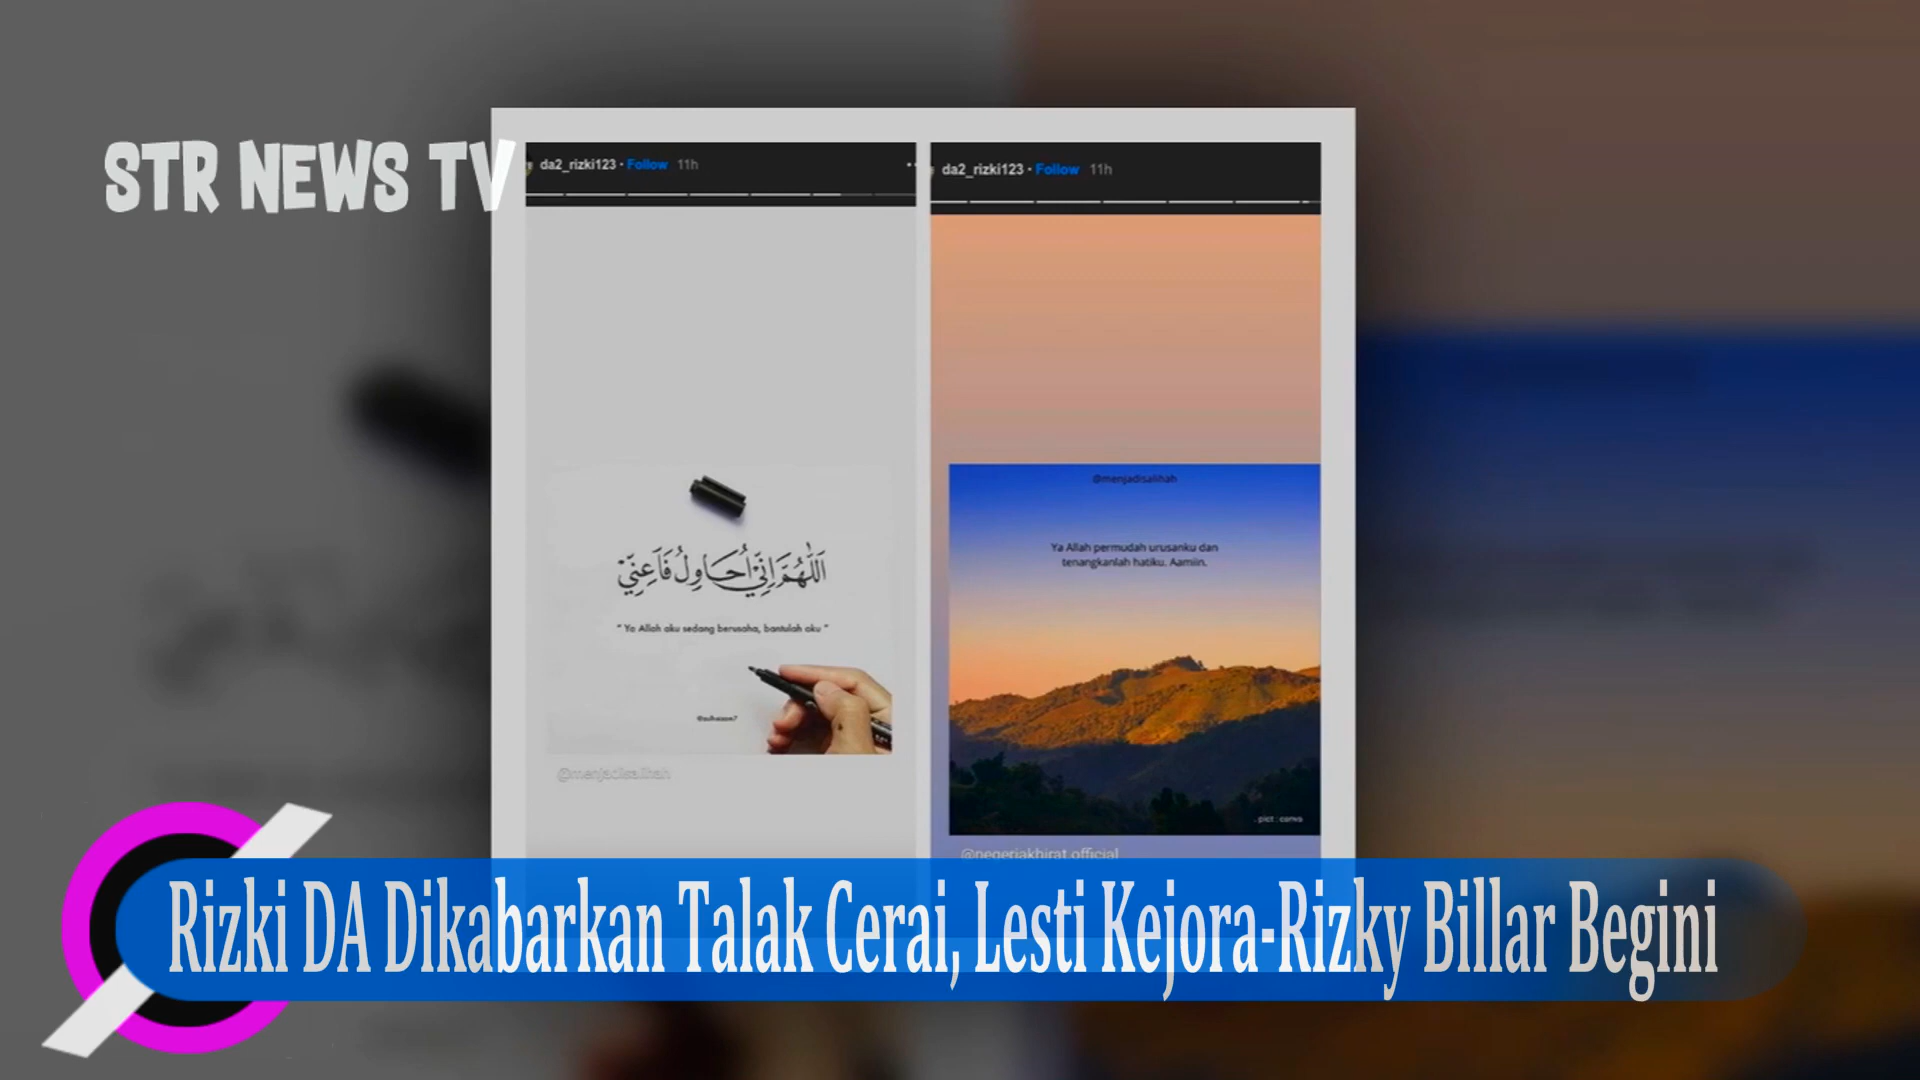 STR NEWS TV
da2_rizki123 • Follow 11h
اَللّٰهُمَّ اِنِّيْ اُحَاوِلُ فَاَعِنِّيْ
“ Ya Allah aku sedang berusaha, bantulah aku ”
@menjadisalihah
da2_rizki123 • Follow 11h
@menjadisalihah
Ya Allah permudah urusanku dan
tenangkanlah hatiku. Aamiin.
. pict : canva
@negeriakhirat.official
Rizki DA Dikabarkan Talak Cerai, Lesti Kejora-Rizky Billar Begini